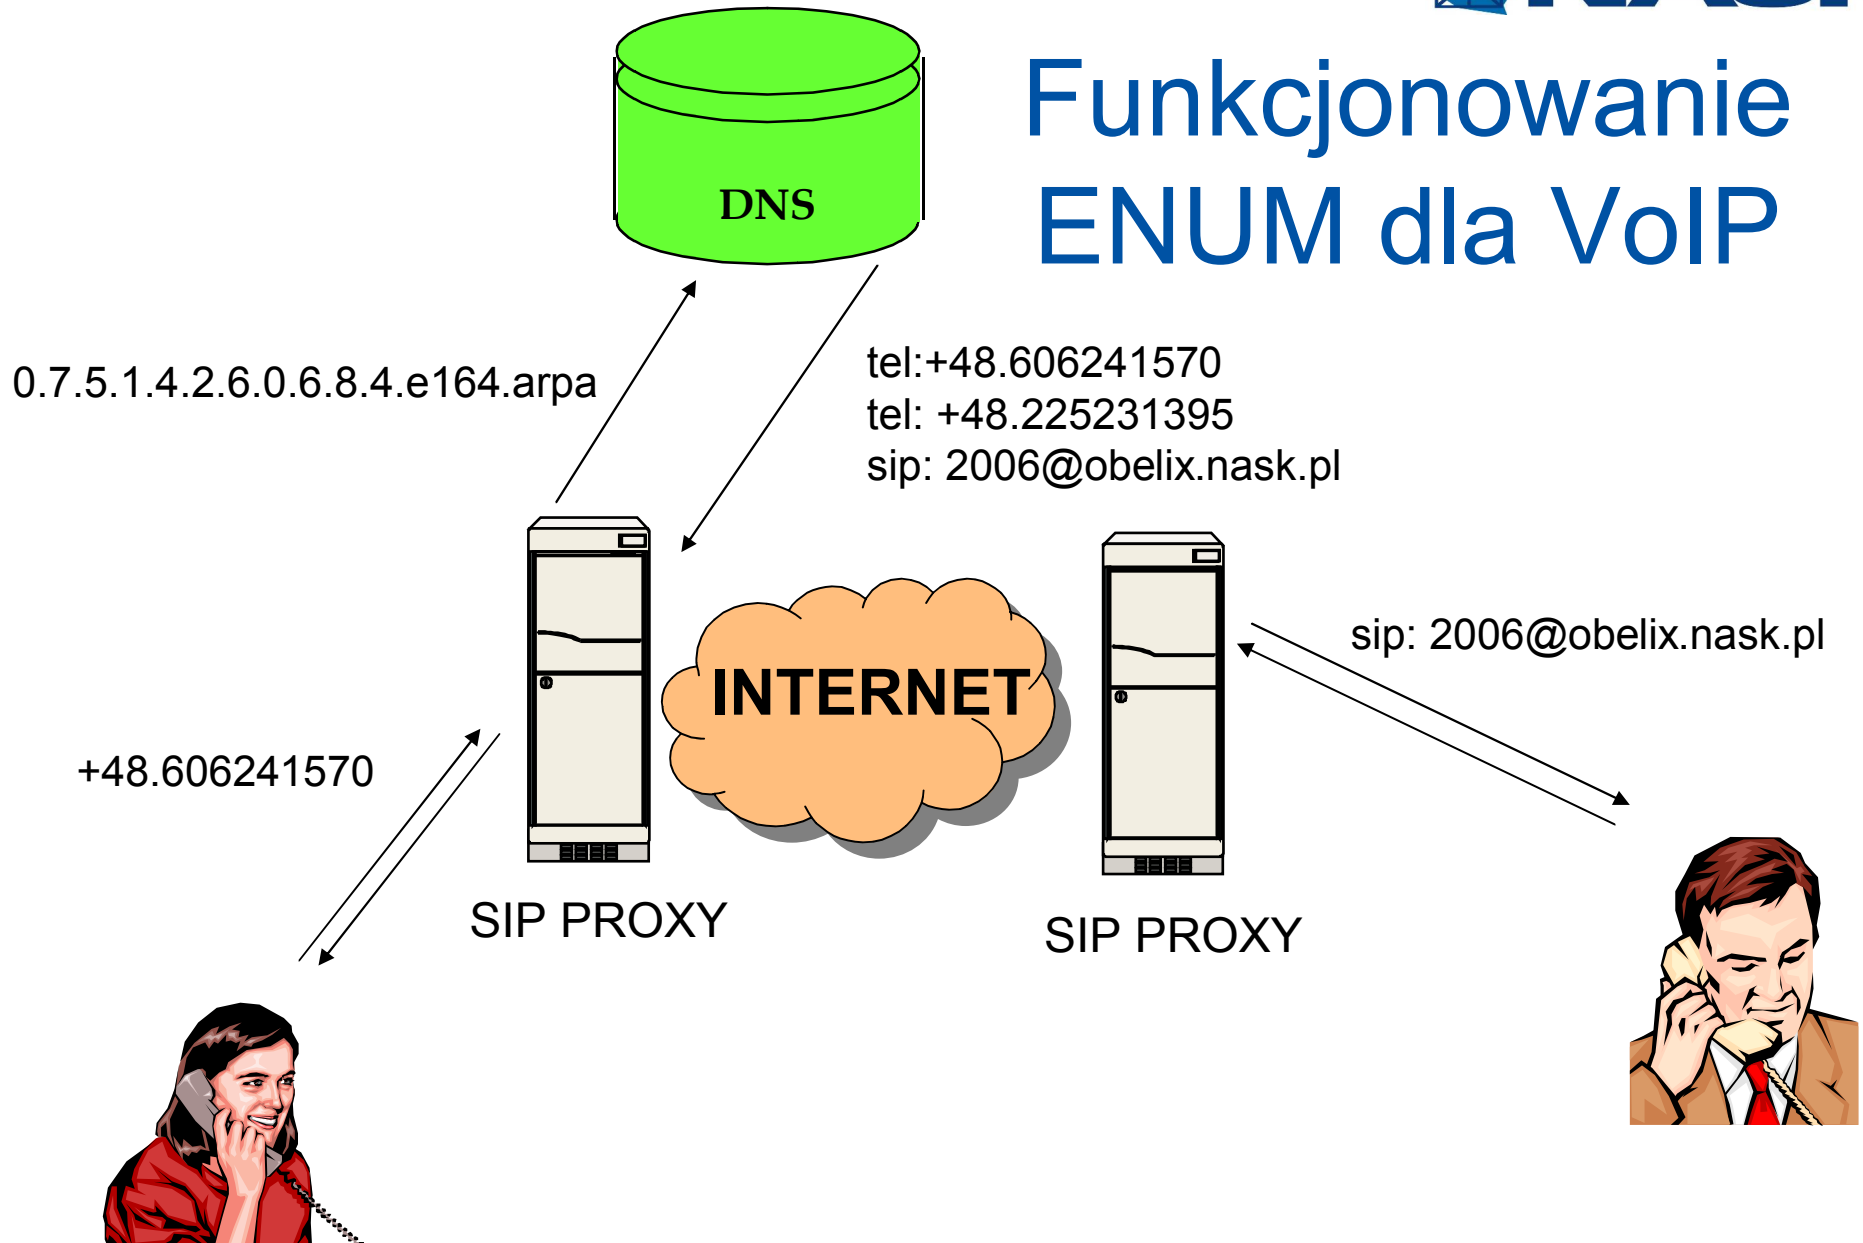 Funkcjonowanie
ENUM dla VoIP
DNS
0.7.5.1.4.2.6.0.6.8.4.e164.arpa
tel:+48.606241570
tel: +48.225231395
sip: 2006@obelix.nask.pl
sip: 2006@obelix.nask.pl
INTERNET
+48.606241570
SIP PROXY
SIP PROXY